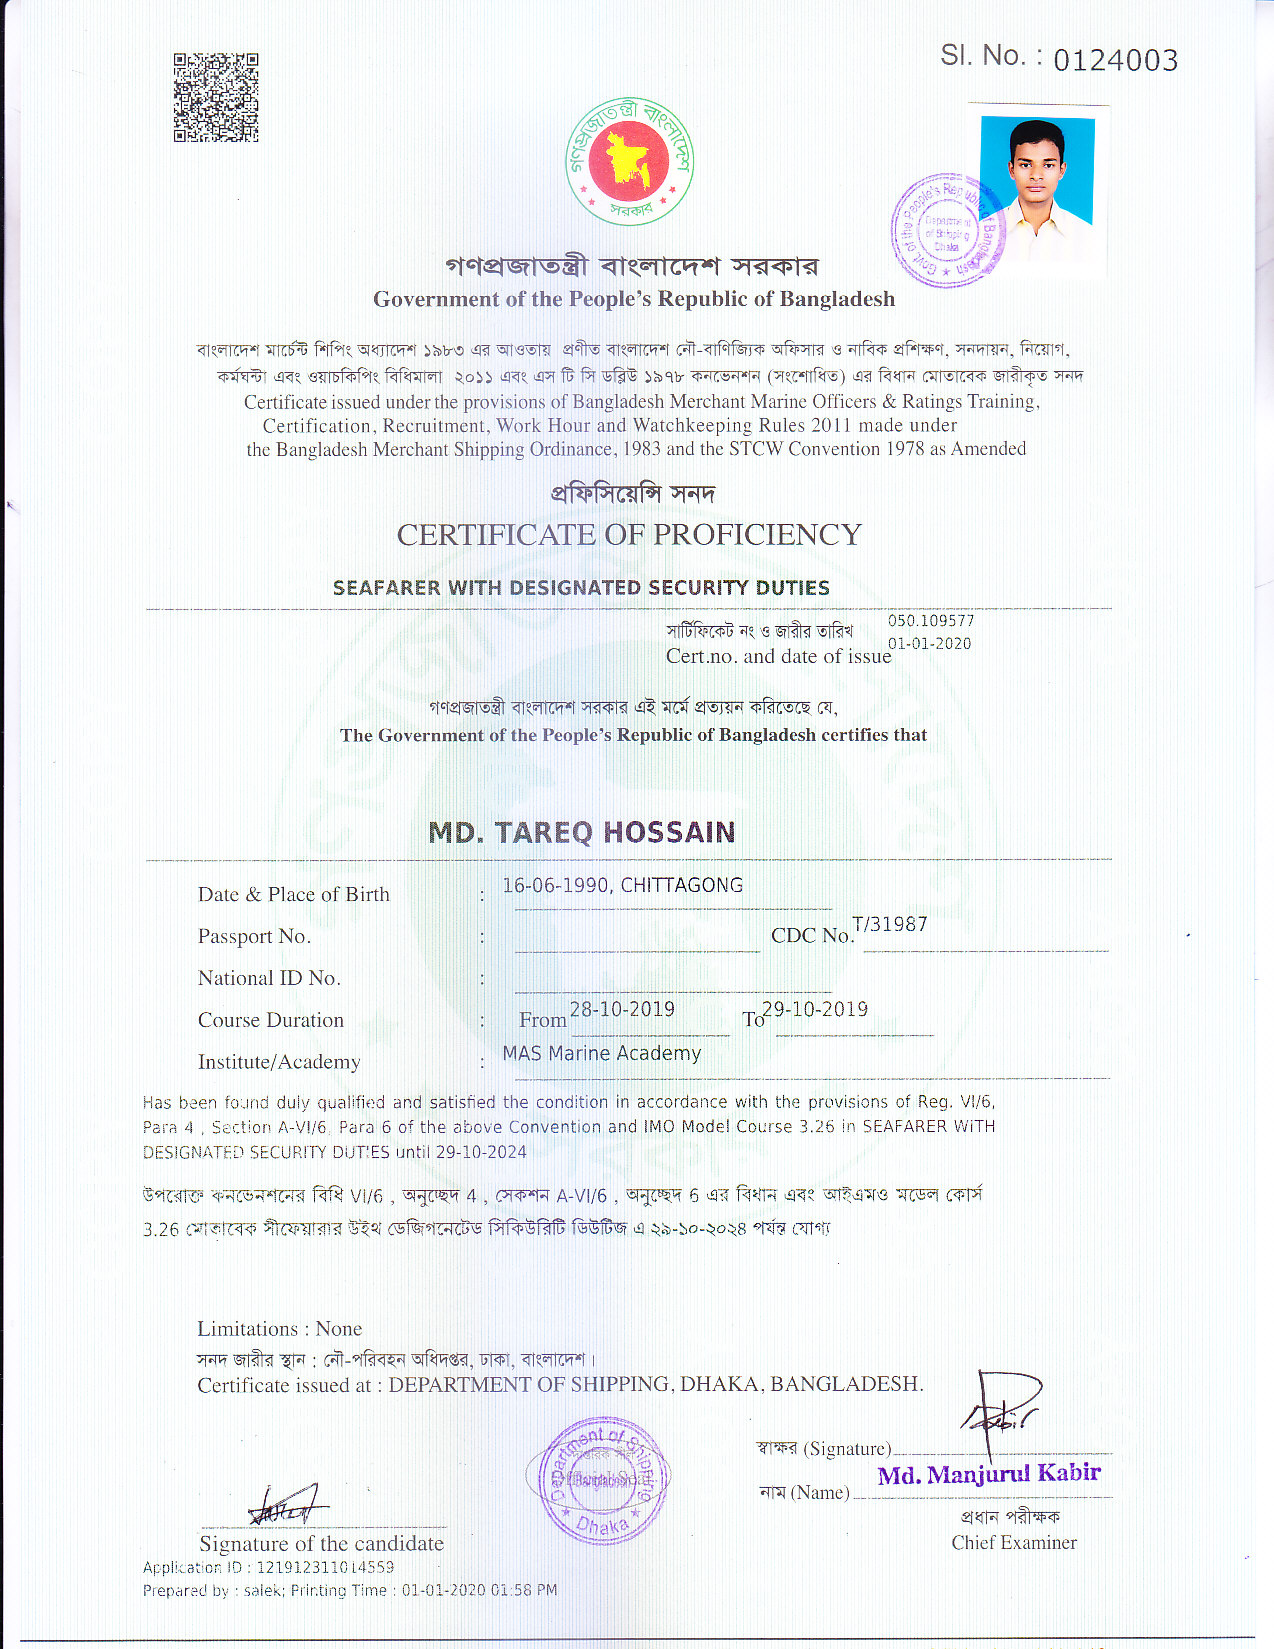 Sl. No. : 0124003
গণপ্রজাতন্ত্রী বাংলাদেশ
সরকার
Govt. of the People's Republic of Bangladesh
Department
of Shipping
Dhaka
গণপ্রজাতন্ত্রী বাংলাদেশ সরকার
Government of the People's Republic of Bangladesh
বাংলাদেশ মার্চেন্ট শিপিং অধ্যাদেশ ১৯৮৩ এর আওতায় প্রণীত বাংলাদেশ নৌ-বাণিজ্যিক অফিসার ও নাবিক প্রশিক্ষণ, সনদায়ন, নিয়োগ,
কর্মঘন্টা এবং ওয়াচকিপিং বিধিমালা ২০১১ এবং এস টি সি ডব্লিউ ১৯৭৮ কনভেনশন (সংশোধিত) এর বিধান মোতাবেক জারীকৃত সনদ
Certificate issued under the provisions of Bangladesh Merchant Marine Officers & Ratings Training,
Certification, Recruitment, Work Hour and Watchkeeping Rules 2011 made under
the Bangladesh Merchant Shipping Ordinance, 1983 and the STCW Convention 1978 as Amended
প্রফিসিয়েন্সি সনদ
CERTIFICATE OF PROFICIENCY
SEAFARER WITH DESIGNATED SECURITY DUTIES
সার্টিফিকেট নং ও জারীর তারিখ 050.109577
Cert.no. and date of issue 01-01-2020
গণপ্রজাতন্ত্রী বাংলাদেশ সরকার এই মর্মে প্রত্যয়ন করিতেছে যে,
The Government of the People's Republic of Bangladesh certifies that
MD. TAREQ HOSSAIN
Date & Place of Birth : 16-06-1990, CHITTAGONG
Passport No. : CDC No. T/31987
National ID No. :
Course Duration : From 28-10-2019 To 29-10-2019
Institute/Academy : MAS Marine Academy
Has been found duly qualified and satisfied the condition in accordance with the provisions of Reg. VI/6,
Para 4 , Section A-VI/6, Para 6 of the above Convention and IMO Model Course 3.26 in SEAFARER WITH
DESIGNATED SECURITY DUTIES until 29-10-2024
উপরোক্ত কনভেনশনের বিধি VI/6 , অনুচ্ছেদ 4 , সেকশন A-VI/6 , অনুচ্ছেদ 6 এর বিধান এবং আইএমও মডেল কোর্স
3.26 মোতাবেক সীফেয়ারার উইথ ডেজিগনেটেড সিকিউরিটি ডিউটিজ এ ২৯-১০-২০২৪ পর্যন্ত যোগ্য
Limitations : None
সনদ জারীর স্থান : নৌ-পরিবহন অধিদপ্তর, ঢাকা, বাংলাদেশ।
Certificate issued at : DEPARTMENT OF SHIPPING, DHAKA, BANGLADESH.
Department of Shipping
Bangladesh
Dhaka
স্বাক্ষর (Signature)
Md. Manjurul Kabir
নাম (Name)
প্রধান পরীক্ষক
Chief Examiner
Signature of the candidate
Application ID : 121912311014559
Prepared by : salek; Printing Time : 01-01-2020 01:58 PM